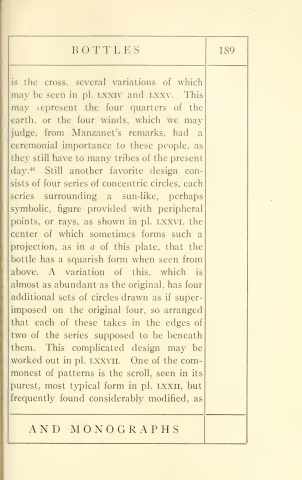 BOTTLES 189
is the cross, several variations of which
may be seen in pl. LXXIV and LXXV. This
may represent the four quarters of the
earth, or the four winds, which we may
judge, from Manzanet's remarks, had a
ceremonial importance to these people, as
they still have to many tribes of the present
day.⁴⁶ Still another favorite design con-
sists of four series of concentric circles, each
series surrounding a sun-like, perhaps
symbolic, figure provided with peripheral
points, or rays, as shown in pl. LXXVI, the
center of which sometimes forms such a
projection, as in a of this plate, that the
bottle has a squarish form when seen from
above. A variation of this, which is
almost as abundant as the original, has four
additional sets of circles drawn as if super-
imposed on the original four, so arranged
that each of these takes in the edges of
two of the series supposed to be beneath
them. This complicated design may be
worked out in pl. LXXVII. One of the com-
monest of patterns is the scroll, seen in its
purest, most typical form in pl. LXXII, but
frequently found considerably modified, as
AND MONOGRAPHS